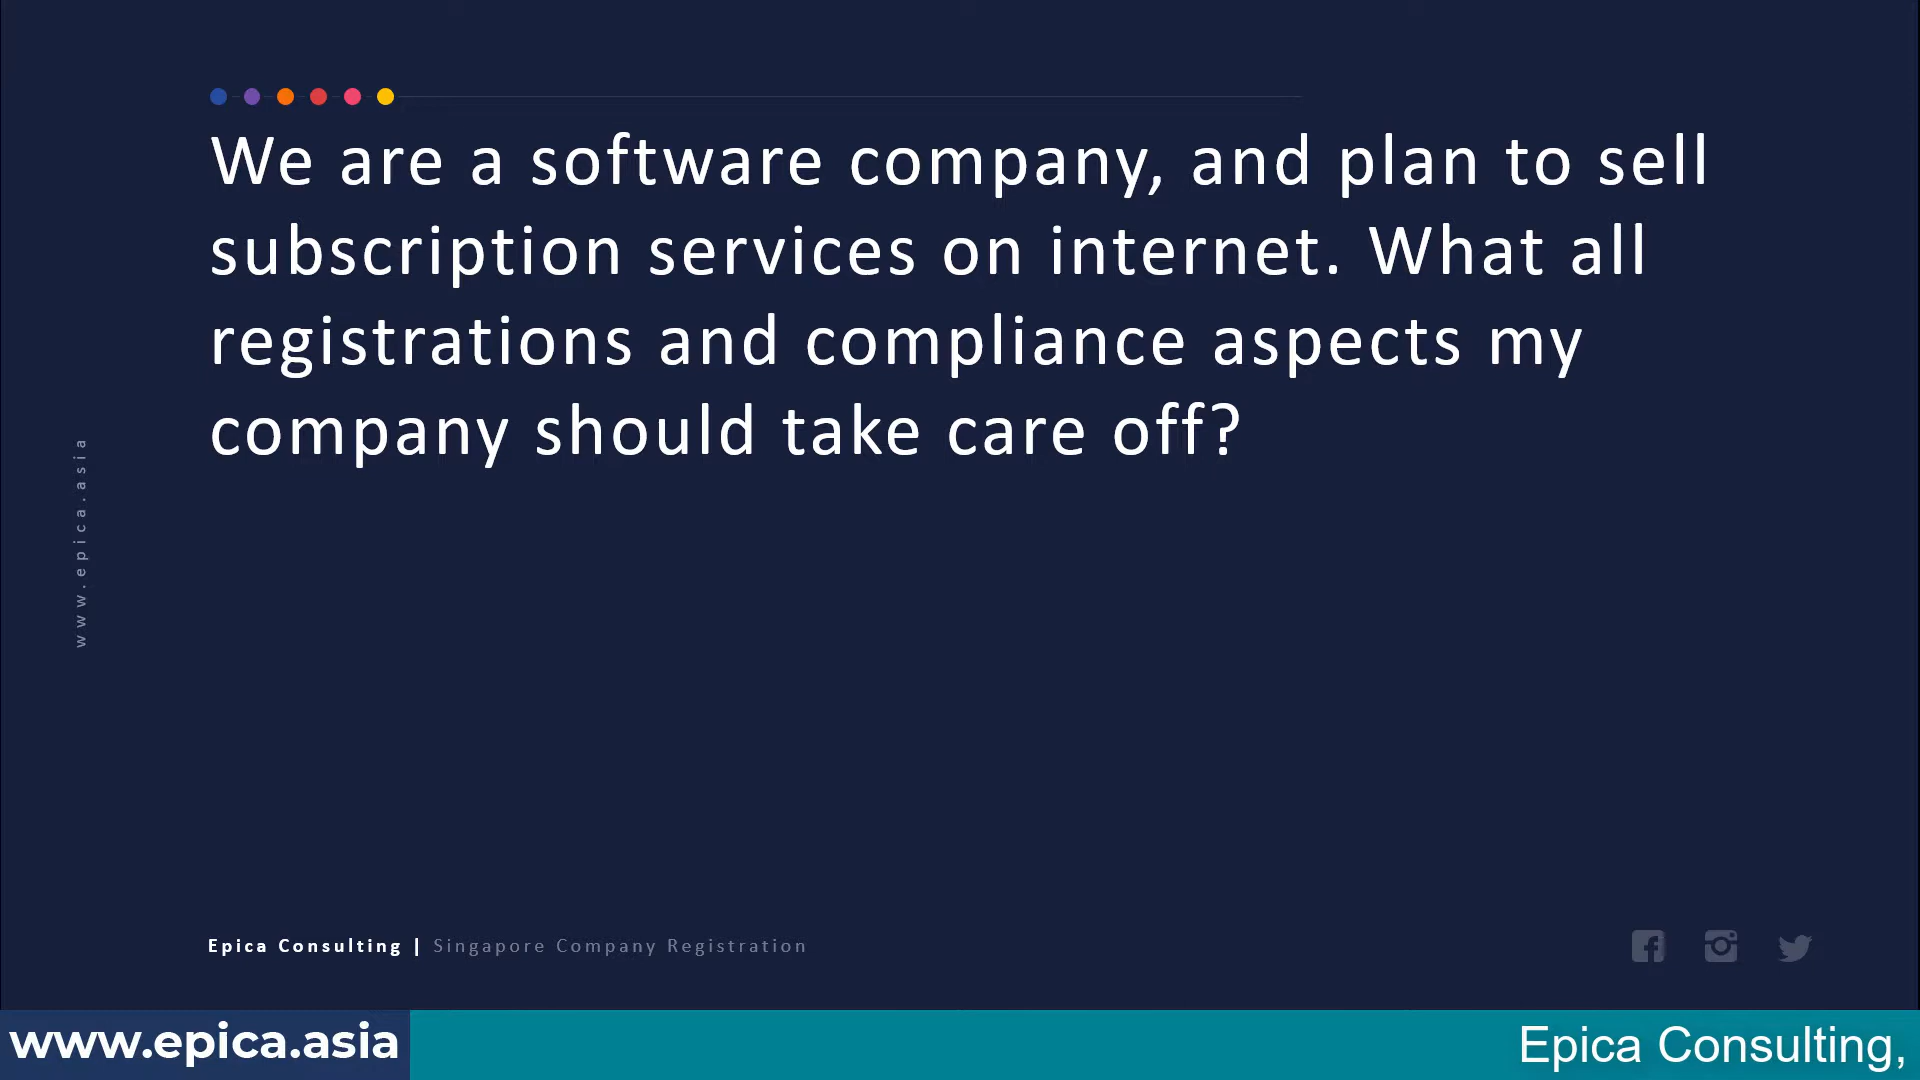 We are a software company, and plan to sell
subscription services on internet. What all
registrations and compliance aspects my
company should take care off?
www.epica.asia
Epica Consulting | Singapore Company Registration
www.epica.asia
Epica Consulting,